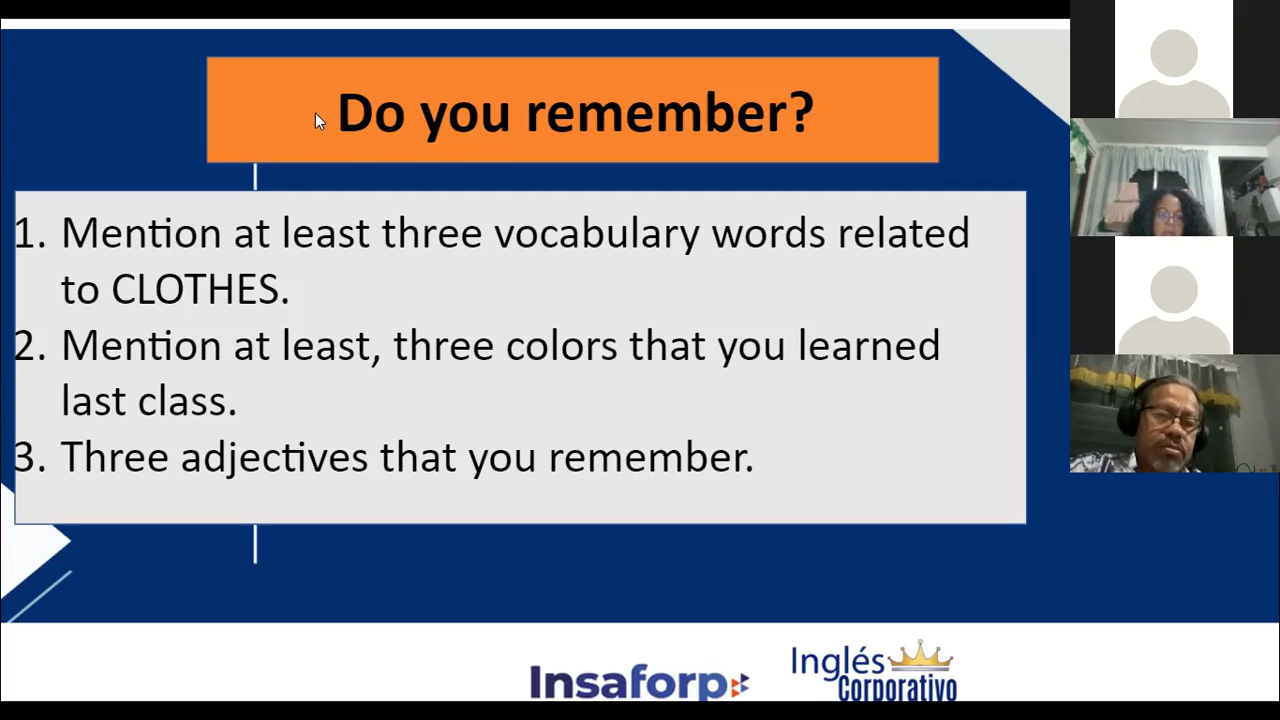 Do you remember?
1. Mention at least three vocabulary words related
to CLOTHES.
2. Mention at least, three colors that you learned
last class.
3. Three adjectives that you remember.
Insaforp
Inglés
Corporativo